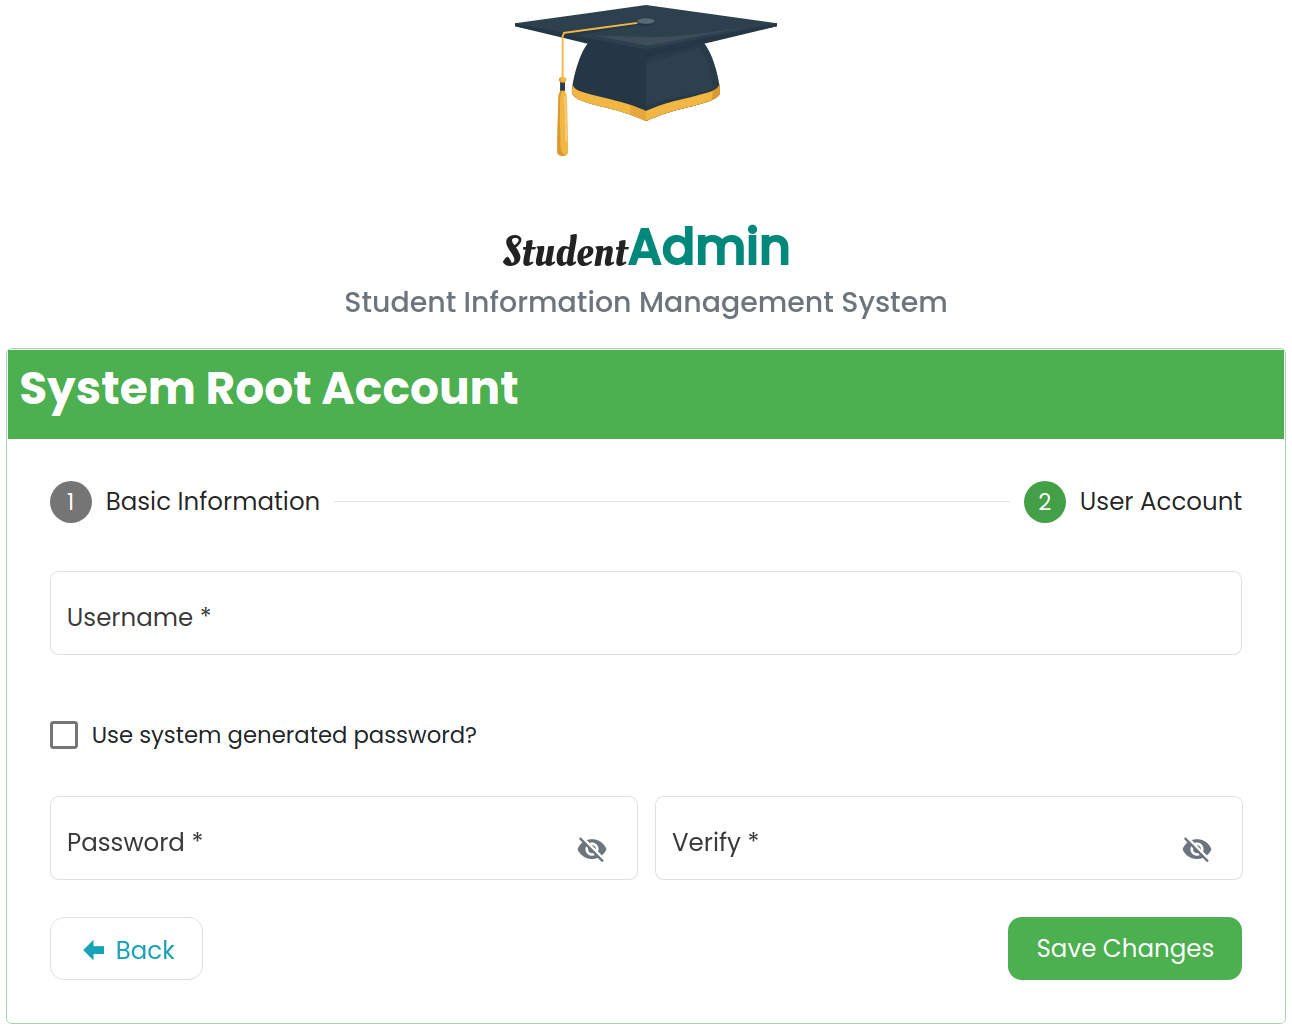 StudentAdmin
Student Information Management System
System Root Account
1 Basic Information 2 User Account
Username *
Use system generated password?
Password * Verify *
Back Save Changes